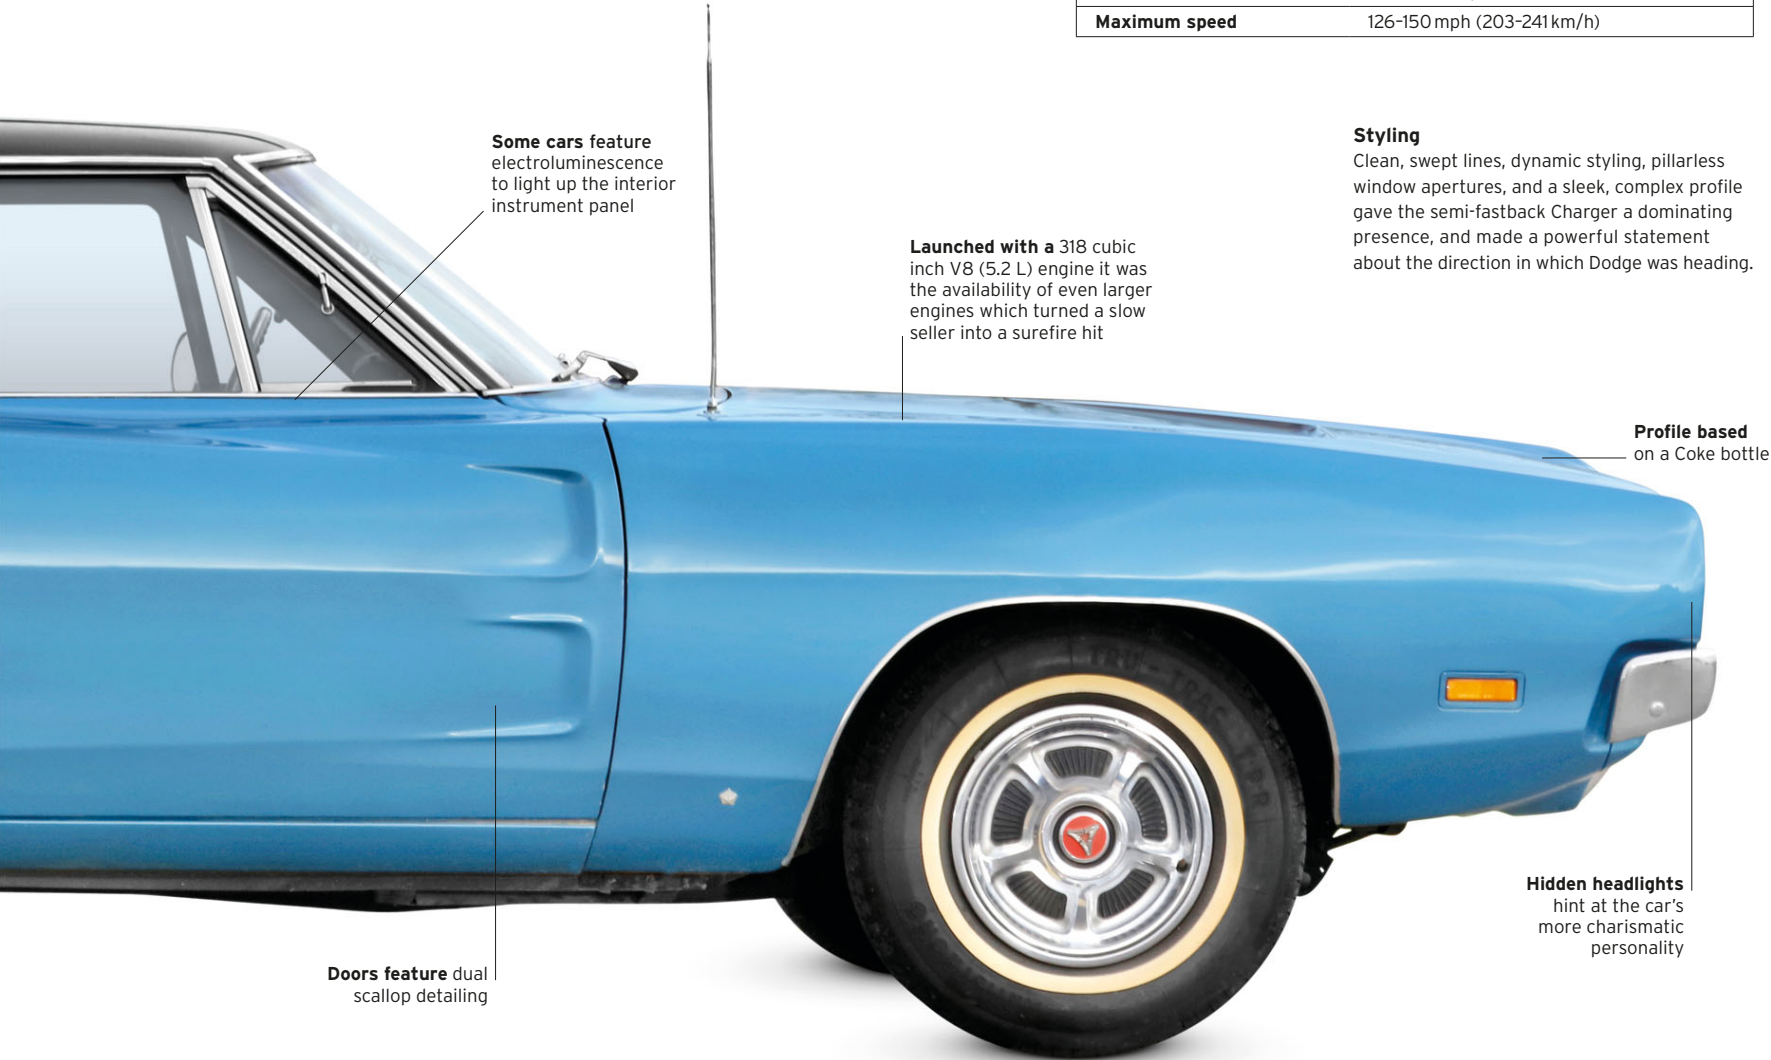 Maximum speed 126–150 mph (203–241 km/h)
Some cars feature
electroluminescence
to light up the interior
instrument panel
Styling
Clean, swept lines, dynamic styling, pillarless
window apertures, and a sleek, complex profile
gave the semi-fastback Charger a dominating
presence, and made a powerful statement
about the direction in which Dodge was heading.
Launched with a 318 cubic
inch V8 (5.2 L) engine it was
the availability of even larger
engines which turned a slow
seller into a surefire hit
Profile based
on a Coke bottle
TRU-TRAC
Hidden headlights
hint at the car's
more charismatic
personality
Doors feature dual
scallop detailing